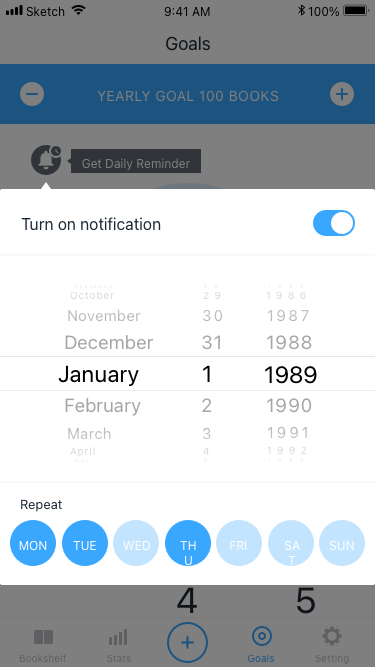 Sketch 9:41 AM 100%
Goals
YEARLY GOAL 100 BOOKS
Get Daily Reminder
Turn on notification
October 29 1986
November 30 1987
December 31 1988
January 1 1989
February 2 1990
March 3 1991
April 4 1992
Repeat
MON TUE WED TH FRI SA SUN
U T
4 5
Bookshelf Stats Goals Setting